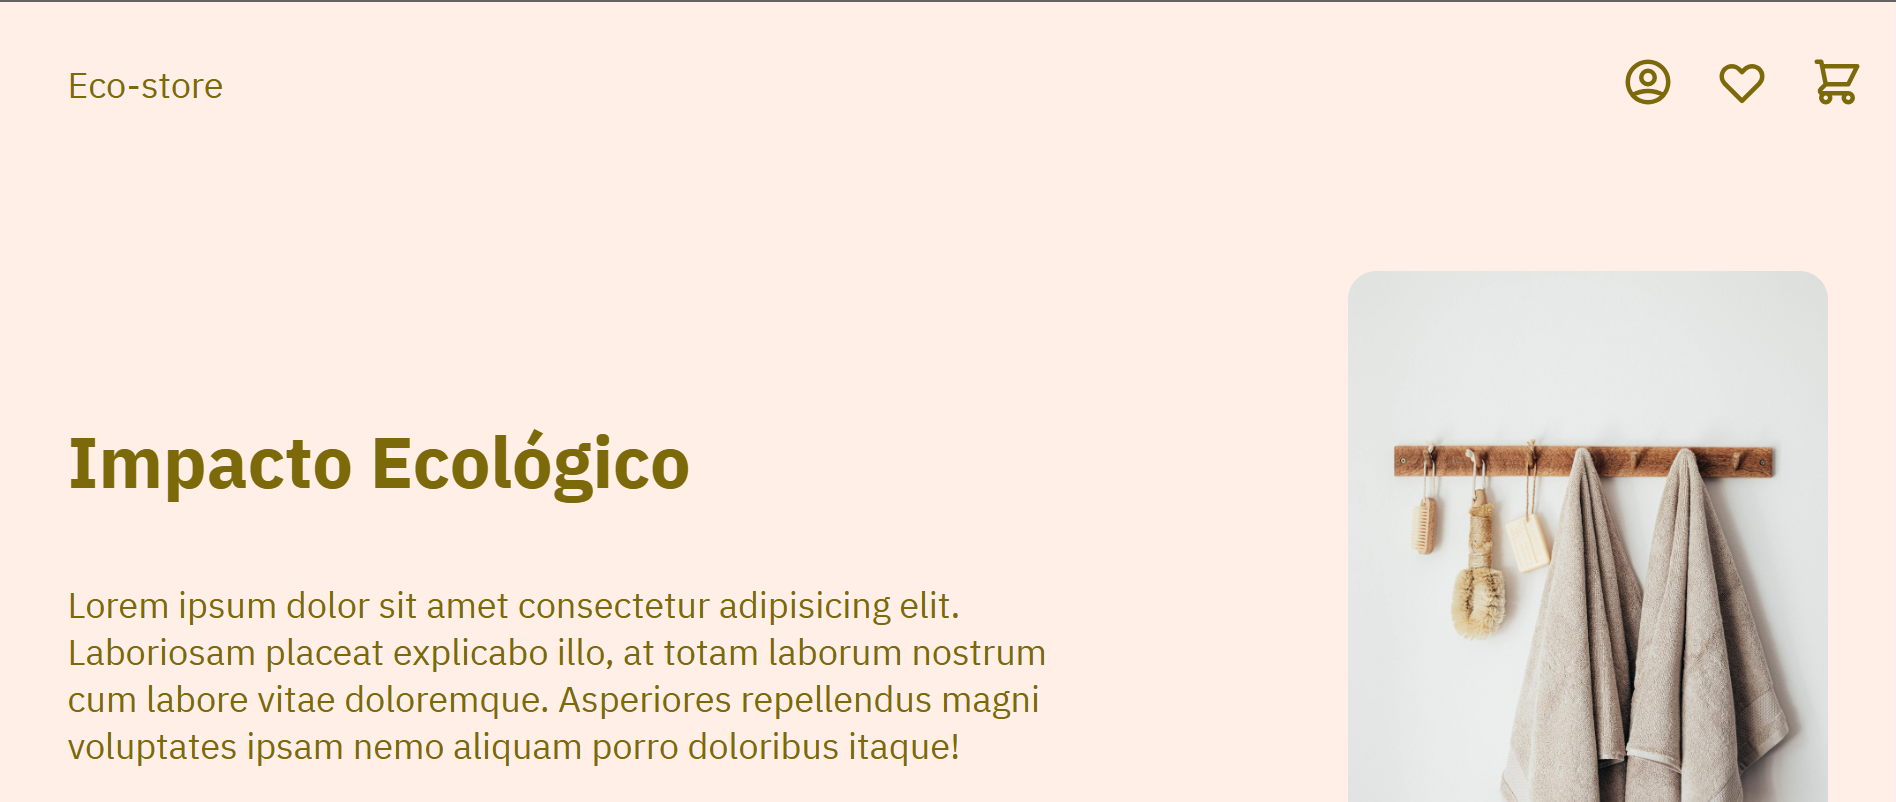 Eco-store
Impacto Ecológico
Lorem ipsum dolor sit amet consectetur adipisicing elit.
Laboriosam placeat explicabo illo, at totam laborum nostrum
cum labore vitae doloremque. Asperiores repellendus magni
voluptates ipsam nemo aliquam porro doloribus itaque!